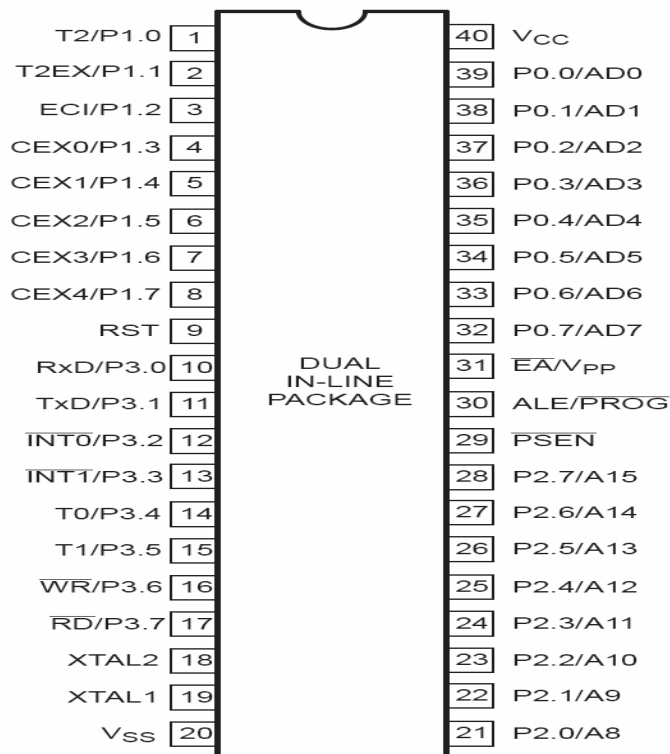 T2/P1.0 1 40 VCC
T2EX/P1.1 2 39 P0.0/AD0
ECI/P1.2 3 38 P0.1/AD1
CEX0/P1.3 4 37 P0.2/AD2
CEX1/P1.4 5 36 P0.3/AD3
CEX2/P1.5 6 35 P0.4/AD4
CEX3/P1.6 7 34 P0.5/AD5
CEX4/P1.7 8 33 P0.6/AD6
RST 9 32 P0.7/AD7
RxD/P3.0 10 31 E̅A̅/VPP
TxD/P3.1 11 30 ALE/P̅R̅O̅G̅
I̅N̅T̅0̅/P3.2 12 29 P̅S̅E̅N̅
I̅N̅T̅1̅/P3.3 13 28 P2.7/A15
T0/P3.4 14 27 P2.6/A14
T1/P3.5 15 26 P2.5/A13
W̅R̅/P3.6 16 25 P2.4/A12
R̅D̅/P3.7 17 24 P2.3/A11
XTAL2 18 23 P2.2/A10
XTAL1 19 22 P2.1/A9
VSS 20 21 P2.0/A8
DUAL
IN-LINE
PACKAGE